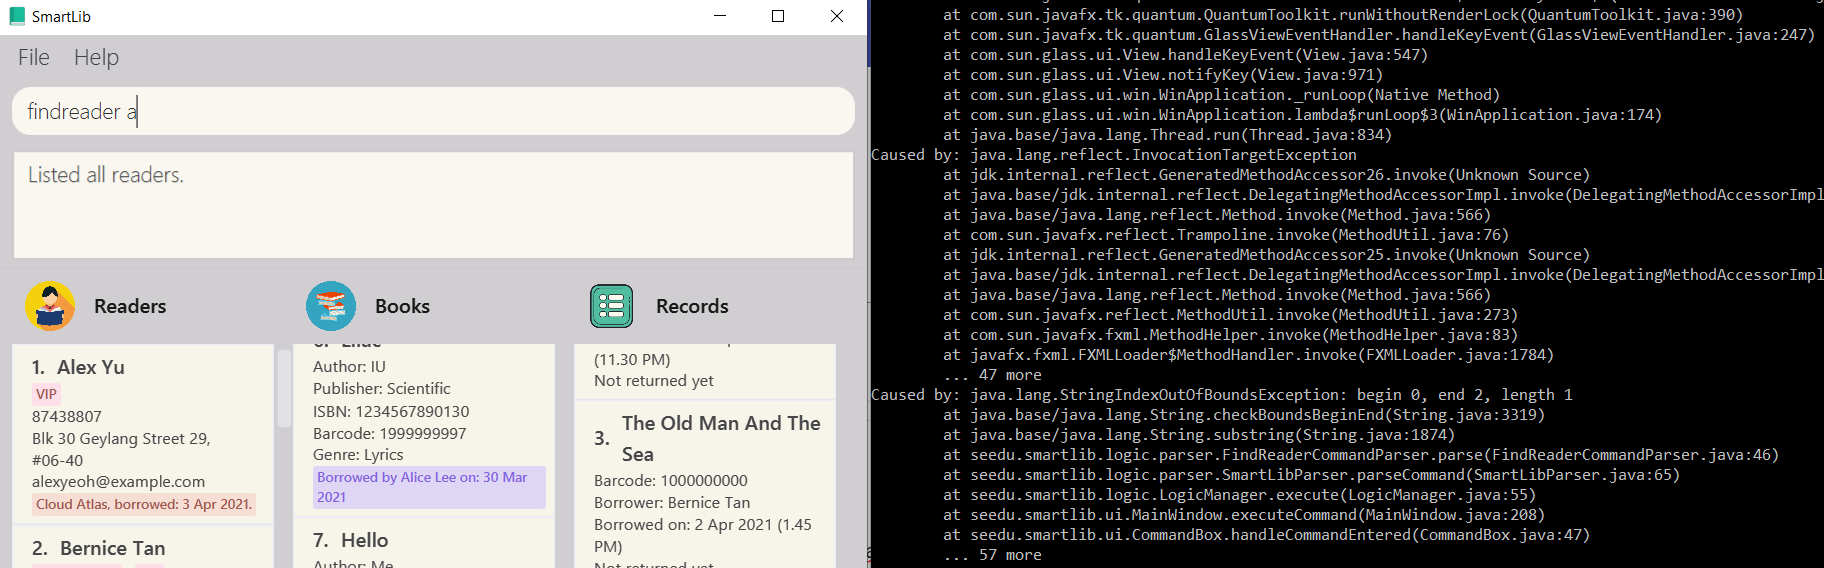 SmartLib
File Help
findreader a
Listed all readers.
Readers
Books
Records
1. Alex Yu
VIP
87438807
Blk 30 Geylang Street 29,
#06-40
alexyeoh@example.com
Cloud Atlas, borrowed: 3 Apr 2021.
2. Bernice Tan
Author: IU
Publisher: Scientific
ISBN: 1234567890130
Barcode: 1999999997
Genre: Lyrics
Borrowed by Alice Lee on: 30 Mar
2021
7. Hello
Author: Me
(11.30 PM)
Not returned yet
3. The Old Man And The
Sea
Barcode: 1000000000
Borrower: Bernice Tan
Borrowed on: 2 Apr 2021 (1.45
PM)
Not returned yet
at com.sun.javafx.tk.quantum.QuantumToolkit.runWithoutRenderLock(QuantumToolkit.java:390)
at com.sun.javafx.tk.quantum.GlassViewEventHandler.handleKeyEvent(GlassViewEventHandler.java:247)
at com.sun.glass.ui.View.handleKeyEvent(View.java:547)
at com.sun.glass.ui.View.notifyKey(View.java:971)
at com.sun.glass.ui.win.WinApplication._runLoop(Native Method)
at com.sun.glass.ui.win.WinApplication.lambda$runLoop$3(WinApplication.java:174)
at java.base/java.lang.Thread.run(Thread.java:834)
Caused by: java.lang.reflect.InvocationTargetException
at jdk.internal.reflect.GeneratedMethodAccessor26.invoke(Unknown Source)
at java.base/jdk.internal.reflect.DelegatingMethodAccessorImpl.invoke(DelegatingMethodAccessorImpl
at java.base/java.lang.reflect.Method.invoke(Method.java:566)
at com.sun.javafx.reflect.Trampoline.invoke(MethodUtil.java:76)
at jdk.internal.reflect.GeneratedMethodAccessor25.invoke(Unknown Source)
at java.base/jdk.internal.reflect.DelegatingMethodAccessorImpl.invoke(DelegatingMethodAccessorImpl
at java.base/java.lang.reflect.Method.invoke(Method.java:566)
at com.sun.javafx.reflect.MethodUtil.invoke(MethodUtil.java:273)
at com.sun.javafx.fxml.MethodHelper.invoke(MethodHelper.java:83)
at javafx.fxml.FXMLLoader$MethodHandler.invoke(FXMLLoader.java:1784)
... 47 more
Caused by: java.lang.StringIndexOutOfBoundsException: begin 0, end 2, length 1
at java.base/java.lang.String.checkBoundsBeginEnd(String.java:3319)
at java.base/java.lang.String.substring(String.java:1874)
at seedu.smartlib.logic.parser.FindReaderCommandParser.parse(FindReaderCommandParser.java:46)
at seedu.smartlib.logic.parser.SmartLibParser.parseCommand(SmartLibParser.java:65)
at seedu.smartlib.logic.LogicManager.execute(LogicManager.java:55)
at seedu.smartlib.ui.MainWindow.executeCommand(MainWindow.java:208)
at seedu.smartlib.ui.CommandBox.handleCommandEntered(CommandBox.java:47)
... 57 more